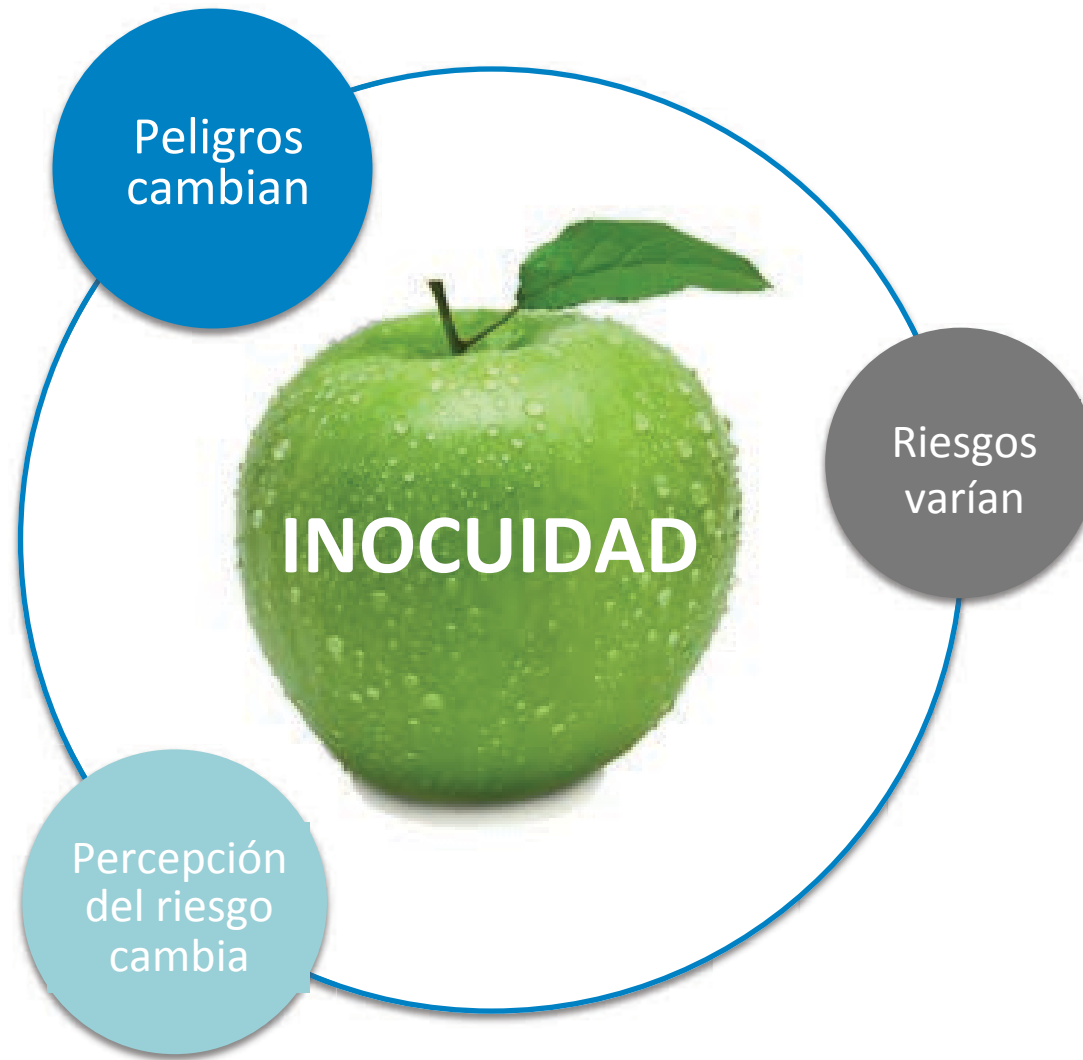 Peligros
cambian
Riesgos
varían
INOCUIDAD
Percepción
del riesgo
cambia